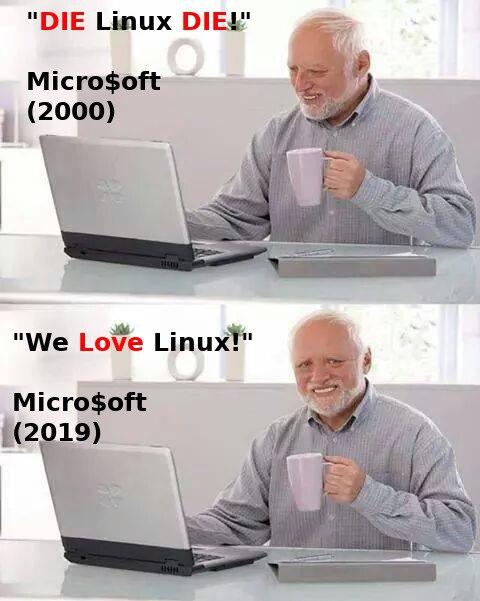 "DIE Linux DIE!"
Micro$oft
(2000)
"We Love Linux!"
Micro$oft
(2019)